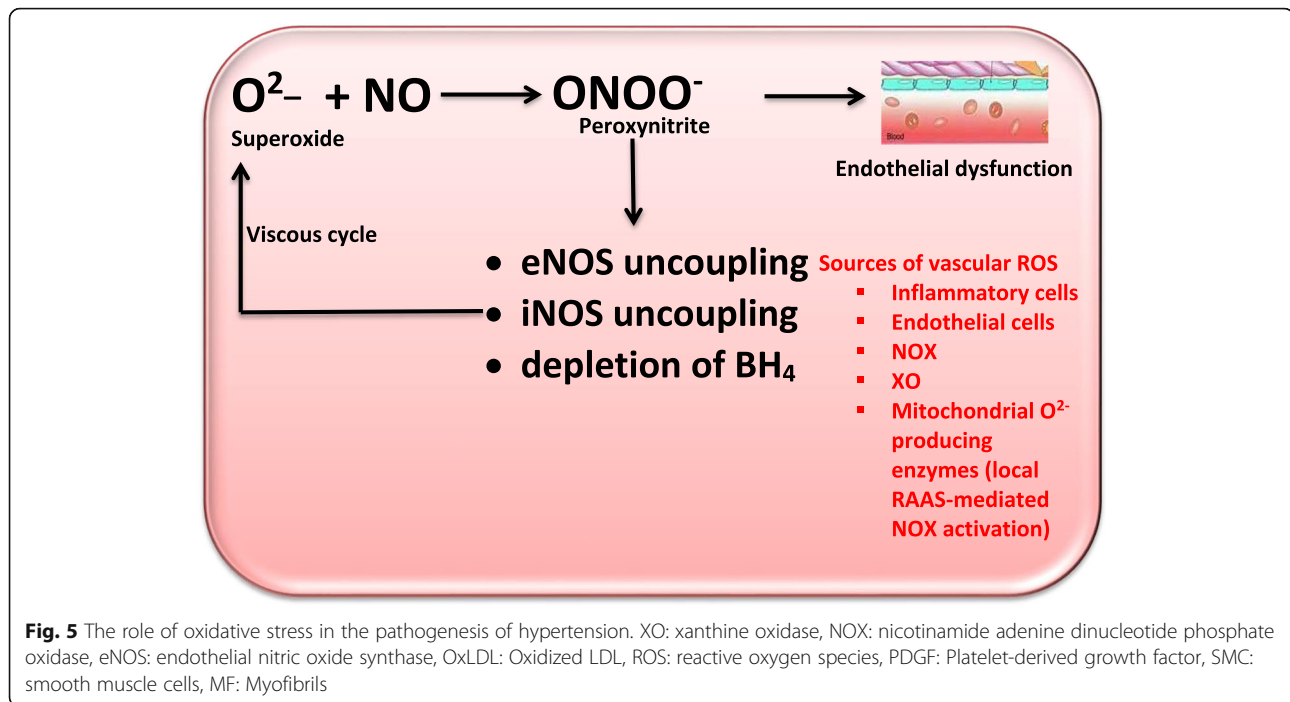 O²– + NO ONOO⁻
Superoxide Peroxynitrite
Blood
Endothelial dysfunction
Viscous cycle
• eNOS uncoupling
• iNOS uncoupling
• depletion of BH₄
Sources of vascular ROS
▪ Inflammatory cells
▪ Endothelial cells
▪ NOX
▪ XO
▪ Mitochondrial O²⁻
producing
enzymes (local
RAAS-mediated
NOX activation)
Fig. 5 The role of oxidative stress in the pathogenesis of hypertension. XO: xanthine oxidase, NOX: nicotinamide adenine dinucleotide phosphate
oxidase, eNOS: endothelial nitric oxide synthase, OxLDL: Oxidized LDL, ROS: reactive oxygen species, PDGF: Platelet-derived growth factor, SMC:
smooth muscle cells, MF: Myofibrils